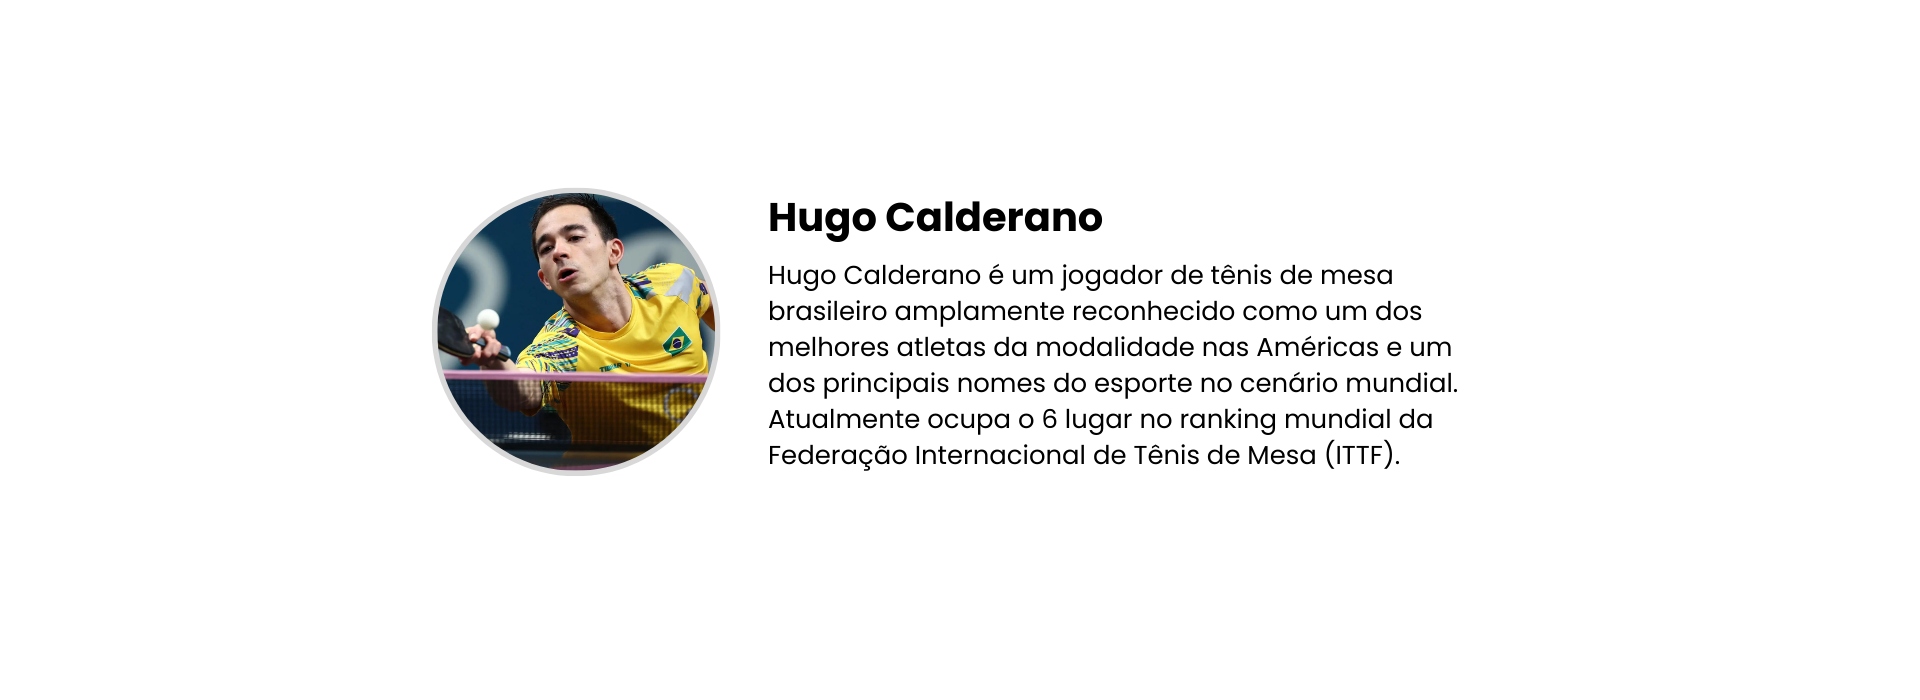 Hugo Calderano
Hugo Calderano é um jogador de tênis de mesa
brasileiro amplamente reconhecido como um dos
melhores atletas da modalidade nas Américas e um
dos principais nomes do esporte no cenário mundial.
Atualmente ocupa o 6 lugar no ranking mundial da
Federação Internacional de Tênis de Mesa (ITTF).